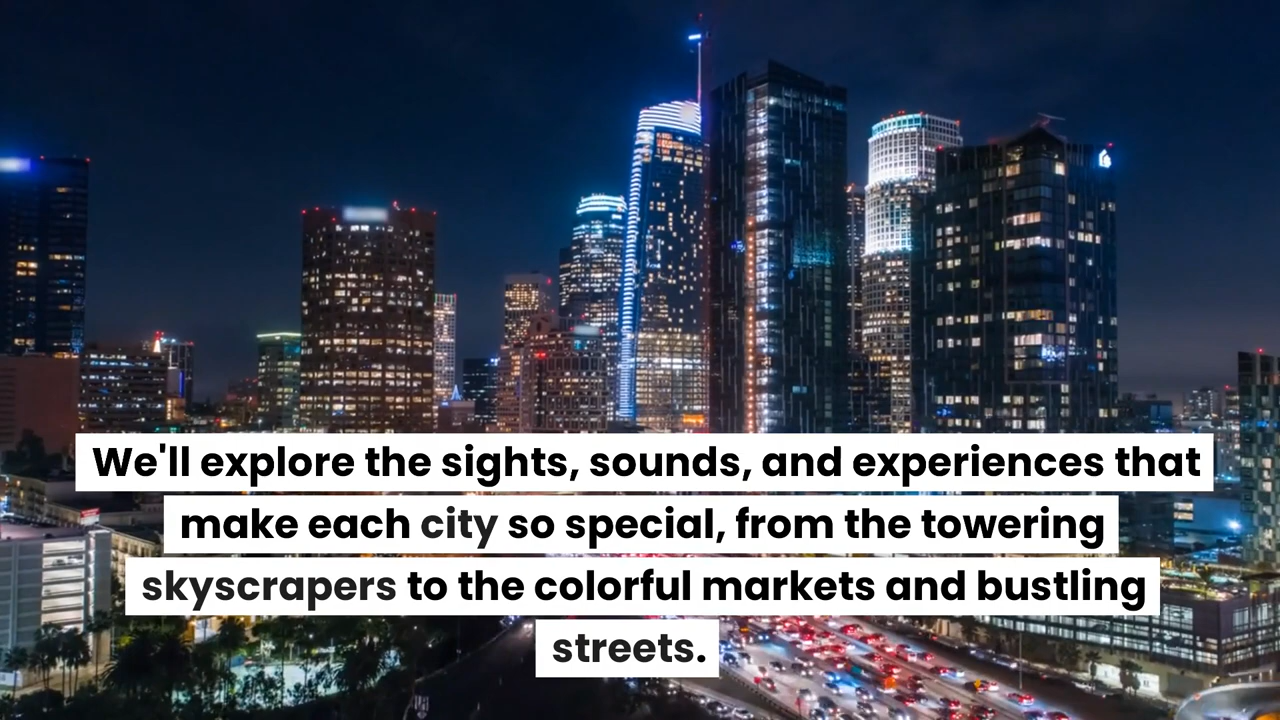 We'll explore the sights, sounds, and experiences that
make each city so special, from the towering
skyscrapers to the colorful markets and bustling
streets.